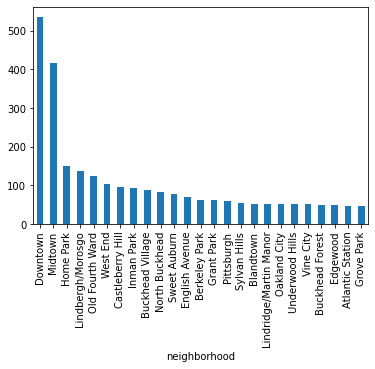 500
400
300
200
100
0
Downtown
Midtown
Home Park
Lindbergh/Morosgo
Old Fourth Ward
West End
Castleberry Hill
Inman Park
Buckhead Village
North Buckhead
Sweet Auburn
English Avenue
Berkeley Park
Grant Park
Pittsburgh
Sylvan Hills
Blandtown
Lindridge/Martin Manor
Oakland City
Underwood Hills
Vine City
Buckhead Forest
Edgewood
Atlantic Station
Grove Park
neighborhood